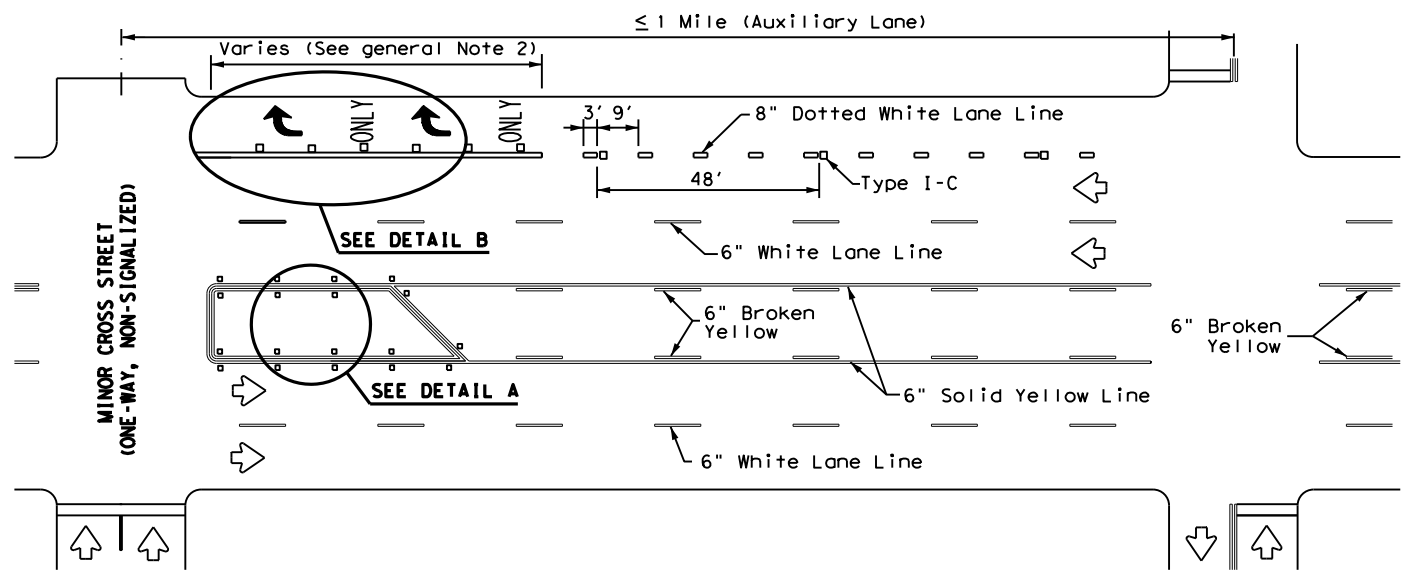 ≤ 1 Mile (Auxiliary Lane)
Varies (See general Note 2)
ONLY
ONLY
3' 9'
8" Dotted White Lane Line
48'
Type I-C
SEE DETAIL B
6" White Lane Line
MINOR CROSS STREET
(ONE-WAY, NON-SIGNALIZED)
6" Broken
Yellow
6" Broken
Yellow
SEE DETAIL A
6" Solid Yellow Line
6" White Lane Line